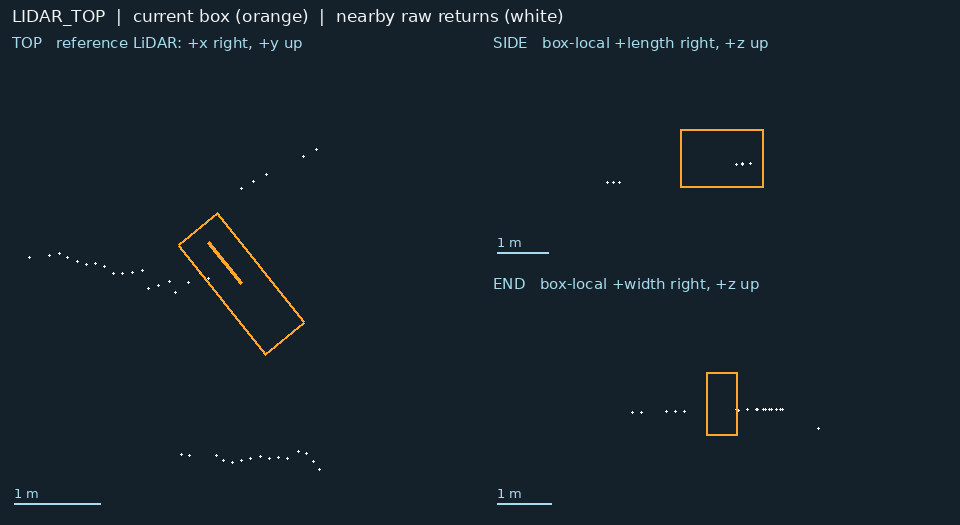 LIDAR_TOP | current box (orange) | nearby raw returns (white)
TOP reference LiDAR: +x right, +y up
SIDE box-local +length right, +z up
1 m
END box-local +width right, +z up
1 m
1 m